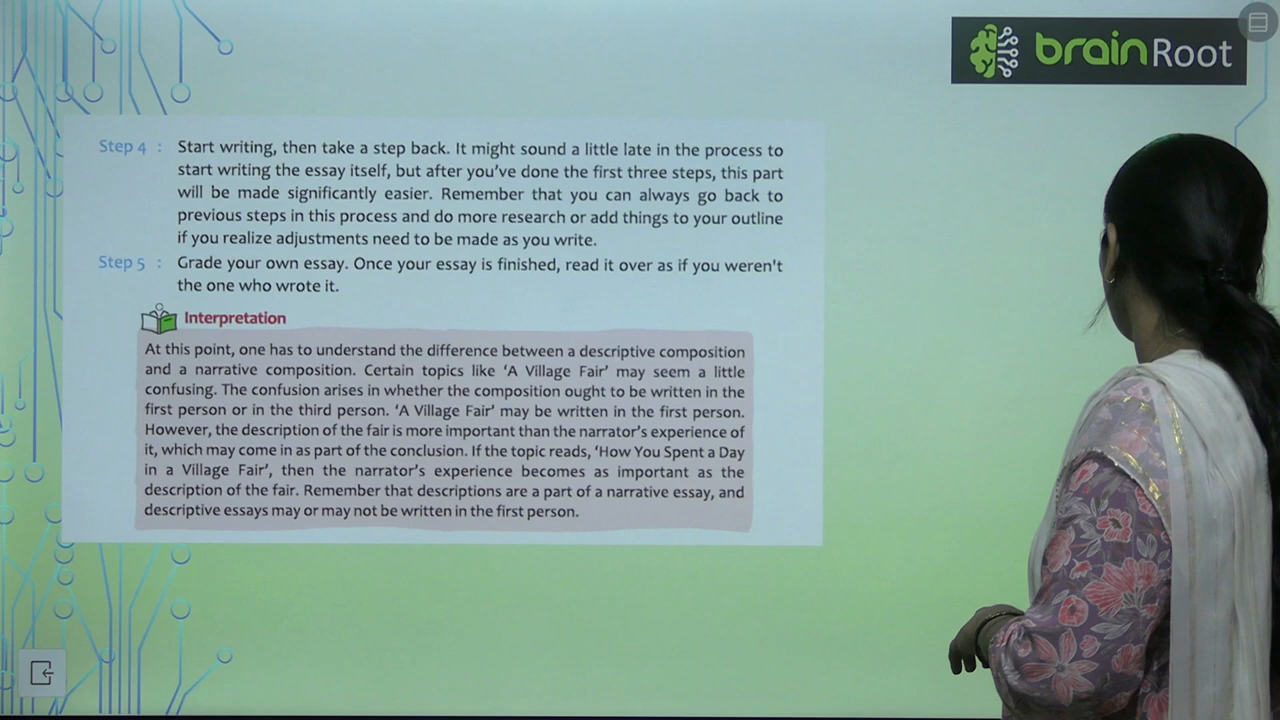 brainRoot
Step 4 : Start writing, then take a step back. It might sound a little late in the process to
start writing the essay itself, but after you've done the first three steps, this part
will be made significantly easier. Remember that you can always go back to
previous steps in this process and do more research or add things to your outline
if you realize adjustments need to be made as you write.
Step 5 : Grade your own essay. Once your essay is finished, read it over as if you weren't
the one who wrote it.
Interpretation
At this point, one has to understand the difference between a descriptive composition
and a narrative composition. Certain topics like ‘A Village Fair’ may seem a little
confusing. The confusion arises in whether the composition ought to be written in the
first person or in the third person. ‘A Village Fair’ may be written in the first person.
However, the description of the fair is more important than the narrator's experience of
it, which may come in as part of the conclusion. If the topic reads, ‘How You Spent a Day
in a Village Fair’, then the narrator's experience becomes as important as the
description of the fair. Remember that descriptions are a part of a narrative essay, and
descriptive essays may or may not be written in the first person.